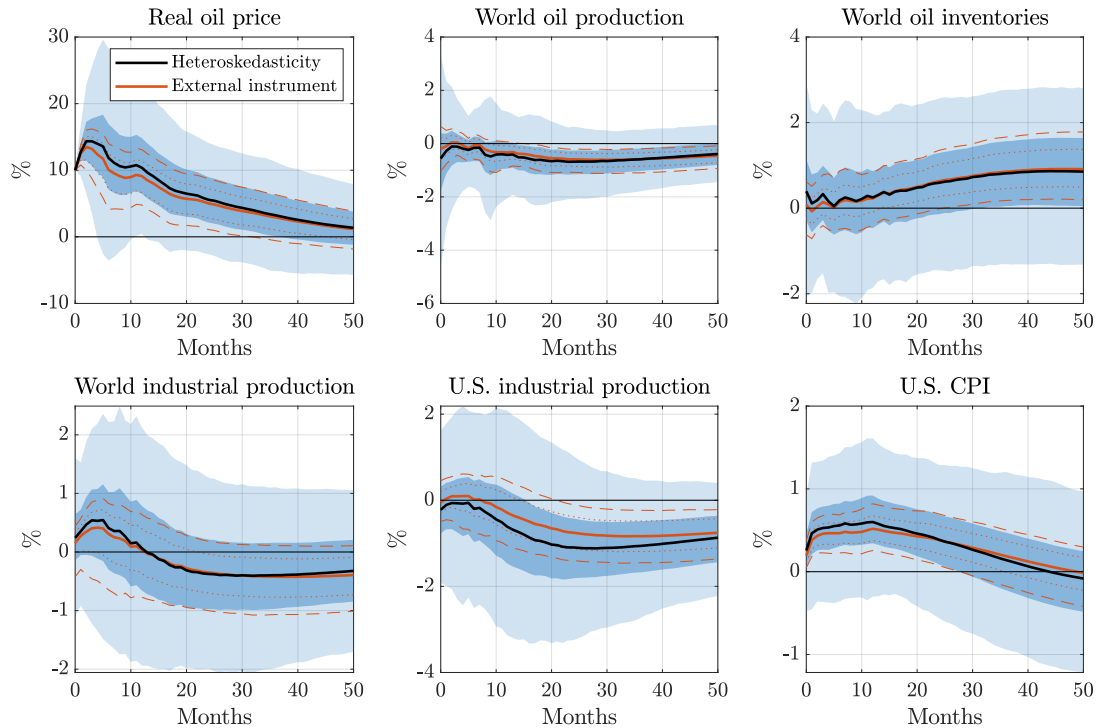 Real oil price
World oil production
World oil inventories
30
20
10
0
-10
%
Heteroskedasticity
External instrument
0 10 20 30 40 50
Months
4
2
0
-2
-4
-6
%
0 10 20 30 40 50
Months
4
2
0
-2
%
0 10 20 30 40 50
Months
World industrial production
U.S. industrial production
U.S. CPI
2
1
0
-1
-2
%
0 10 20 30 40 50
Months
2
0
-2
-4
%
0 10 20 30 40 50
Months
2
1
0
-1
%
0 10 20 30 40 50
Months